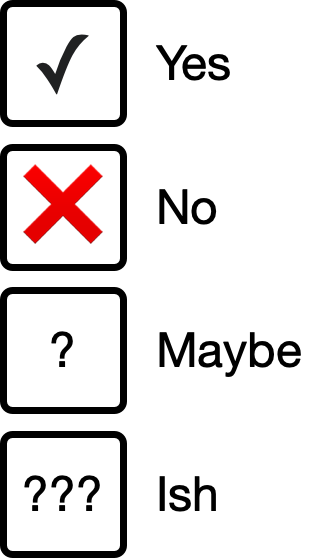 ✓ Yes
❌ No
? Maybe
??? Ish